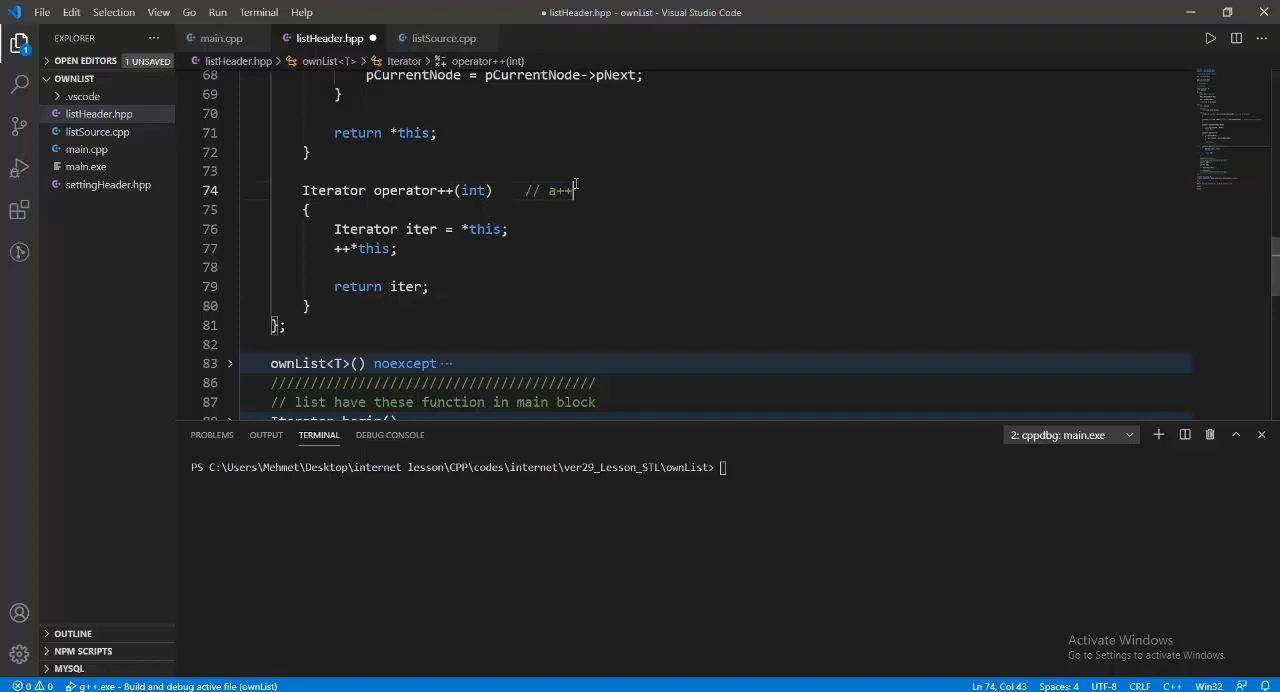 File Edit Selection View Go Run Terminal Help
● listHeader.hpp - ownList - Visual Studio Code
EXPLORER ···
main.cpp listHeader.hpp ● listSource.cpp
OPEN EDITORS 1 UNSAVED
listHeader.hpp > ownList<T> > Iterator > operator++(int)
OWNLIST
.vscode
listHeader.hpp
listSource.cpp
main.cpp
main.exe
settingHeader.hpp
1
68 pCurrentNode = pCurrentNode->pNext;
69 }
70
71 return *this;
72 }
73
74 Iterator operator++(int) // a++
75 {
76 Iterator iter = *this;
77 ++*this;
78
79 return iter;
80 }
81 };
82
83 ownList<T>() noexcept ···
86 //////////////////////////////////////////
87 // list have these function in main block
88 Iterator begin()
PROBLEMS OUTPUT TERMINAL DEBUG CONSOLE
2: cppdbg: main.exe
PS C:\Users\Mehmet\Desktop\internet lesson\CPP\codes\internet\ver29_Lesson_STL\ownList>
OUTLINE
NPM SCRIPTS
MYSQL
Activate Windows
Go to Settings to activate Windows.
0 0 g++.exe - Build and debug active file (ownList)
Ln 74, Col 43 Spaces: 4 UTF-8 CRLF C++ Win32